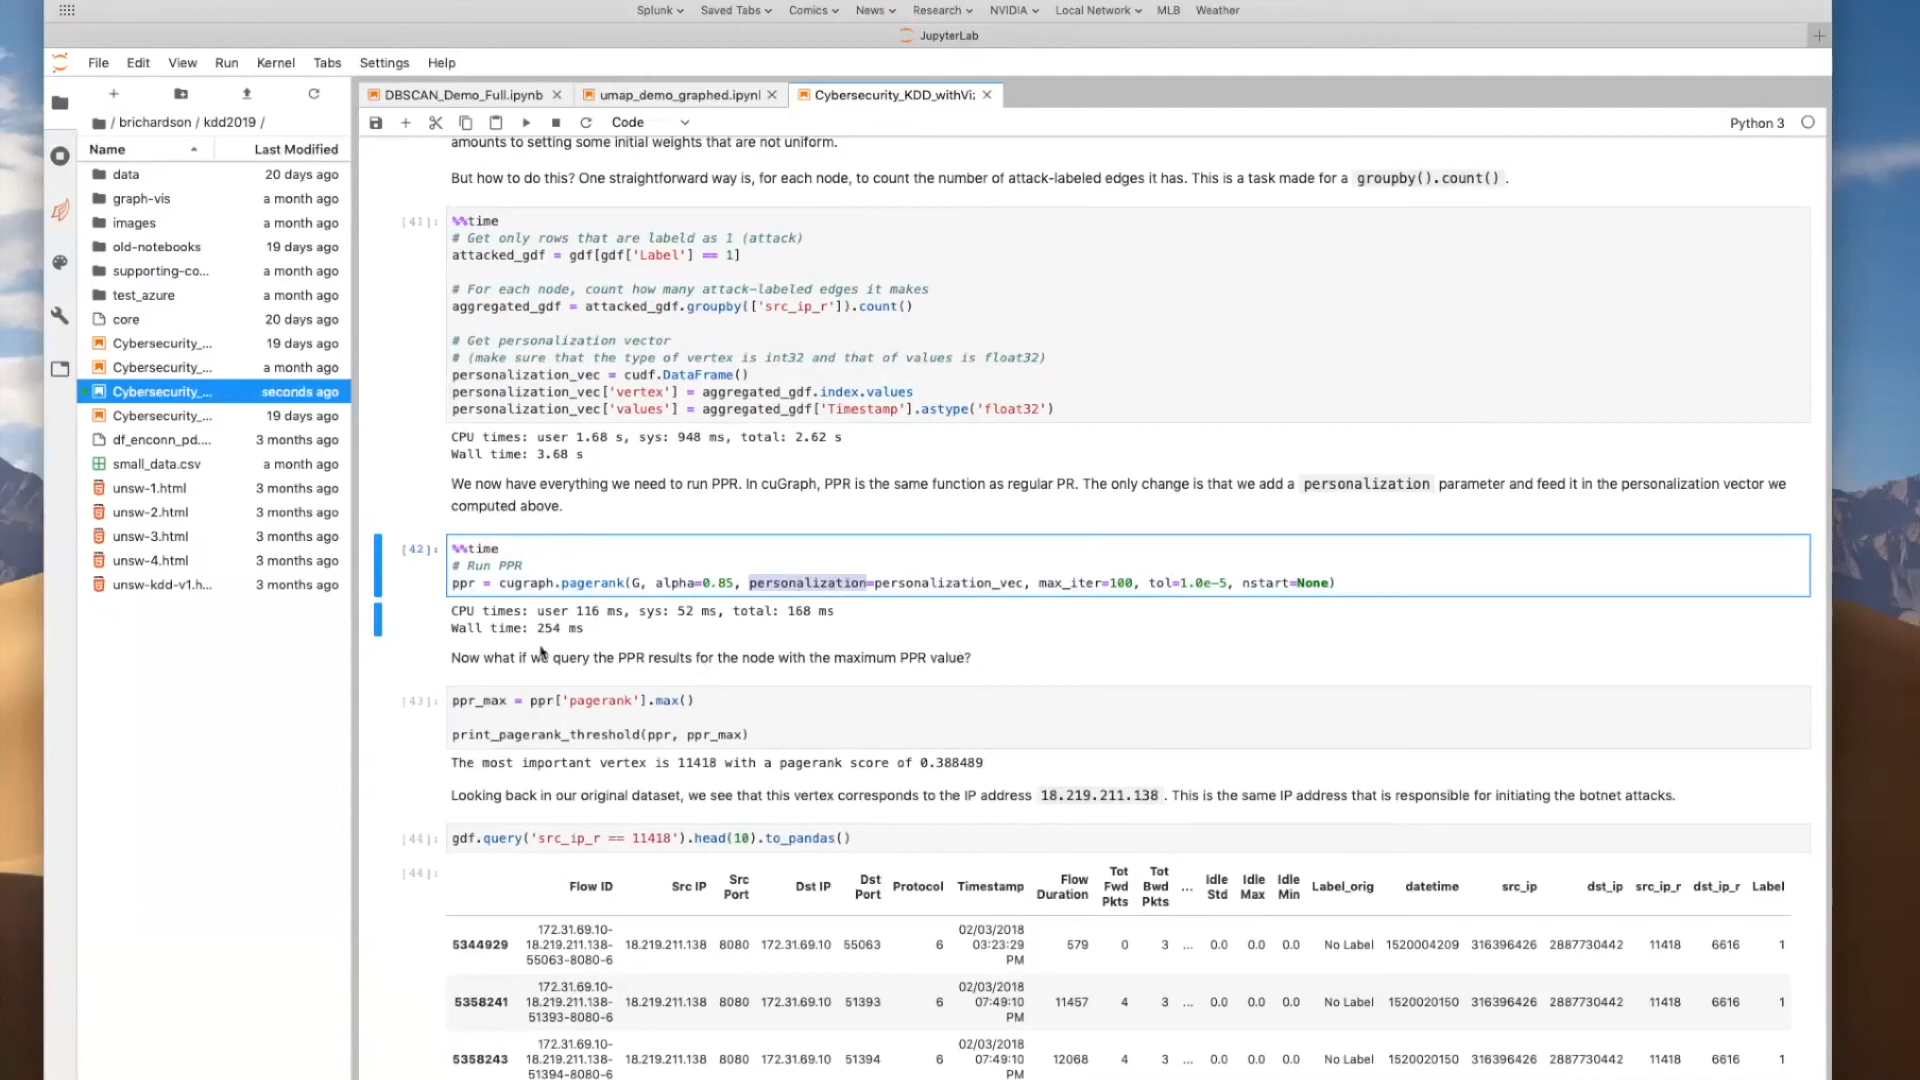 Splunk Saved Tabs Comics News Research NVIDIA Local Network MLB Weather
JupyterLab
File Edit View Run Kernel Tabs Settings Help
DBSCAN_Demo_Full.ipynb umap_demo_graphed.ipynl Cybersecurity_KDD_withVi:
/ brichardson / kdd2019 /
Code
Python 3
Name Last Modified
data 20 days ago
graph-vis a month ago
images a month ago
old-notebooks 19 days ago
supporting-co... a month ago
test_azure a month ago
core 20 days ago
Cybersecurity_... 19 days ago
Cybersecurity_... a month ago
Cybersecurity_... seconds ago
Cybersecurity_... 19 days ago
df_enconn_pd.... 3 months ago
small_data.csv a month ago
unsw-1.html 3 months ago
unsw-2.html 3 months ago
unsw-3.html 3 months ago
unsw-4.html 3 months ago
unsw-kdd-v1.h... 3 months ago
amounts to setting some initial weights that are not uniform.
But how to do this? One straightforward way is, for each node, to count the number of attack-labeled edges it has. This is a task made for a groupby().count() .
[41]: %%time
# Get only rows that are labeld as 1 (attack)
attacked_gdf = gdf[gdf['Label'] == 1]
# For each node, count how many attack-labeled edges it makes
aggregated_gdf = attacked_gdf.groupby(['src_ip_r']).count()
# Get personalization vector
# (make sure that the type of vertex is int32 and that of values is float32)
personalization_vec = cudf.DataFrame()
personalization_vec['vertex'] = aggregated_gdf.index.values
personalization_vec['values'] = aggregated_gdf['Timestamp'].astype('float32')
CPU times: user 1.68 s, sys: 948 ms, total: 2.62 s
Wall time: 3.68 s
We now have everything we need to run PPR. In cuGraph, PPR is the same function as regular PR. The only change is that we add a personalization parameter and feed it in the personalization vector we
computed above.
[42]: %%time
# Run PPR
ppr = cugraph.pagerank(G, alpha=0.85, personalization=personalization_vec, max_iter=100, tol=1.0e-5, nstart=None)
CPU times: user 116 ms, sys: 52 ms, total: 168 ms
Wall time: 254 ms
Now what if we query the PPR results for the node with the maximum PPR value?
[43]: ppr_max = ppr['pagerank'].max()
print_pagerank_threshold(ppr, ppr_max)
The most important vertex is 11418 with a pagerank score of 0.388489
Looking back in our original dataset, we see that this vertex corresponds to the IP address 18.219.211.138 . This is the same IP address that is responsible for initiating the botnet attacks.
[44]: gdf.query('src_ip_r == 11418').head(10).to_pandas()
[44]:
Flow ID Src IP Src Port Dst IP Dst Port Protocol Timestamp Flow Duration Tot Fwd Pkts Tot Bwd Pkts ... Idle Std Idle Max Idle Min Label_orig datetime src_ip dst_ip src_ip_r dst_ip_r Label
5344929 172.31.69.10-18.219.211.138-55063-8080-6 18.219.211.138 8080 172.31.69.10 55063 6 02/03/2018 03:23:29 PM 579 0 3 ... 0.0 0.0 0.0 No Label 1520004209 316396426 2887730442 11418 6616 1
5358241 172.31.69.10-18.219.211.138-51393-8080-6 18.219.211.138 8080 172.31.69.10 51393 6 02/03/2018 07:49:10 PM 11457 4 3 ... 0.0 0.0 0.0 No Label 1520020150 316396426 2887730442 11418 6616 1
5358243 172.31.69.10-18.219.211.138-51394-8080-6 18.219.211.138 8080 172.31.69.10 51394 6 02/03/2018 07:49:10 PM 12068 4 3 ... 0.0 0.0 0.0 No Label 1520020150 316396426 2887730442 11418 6616 1